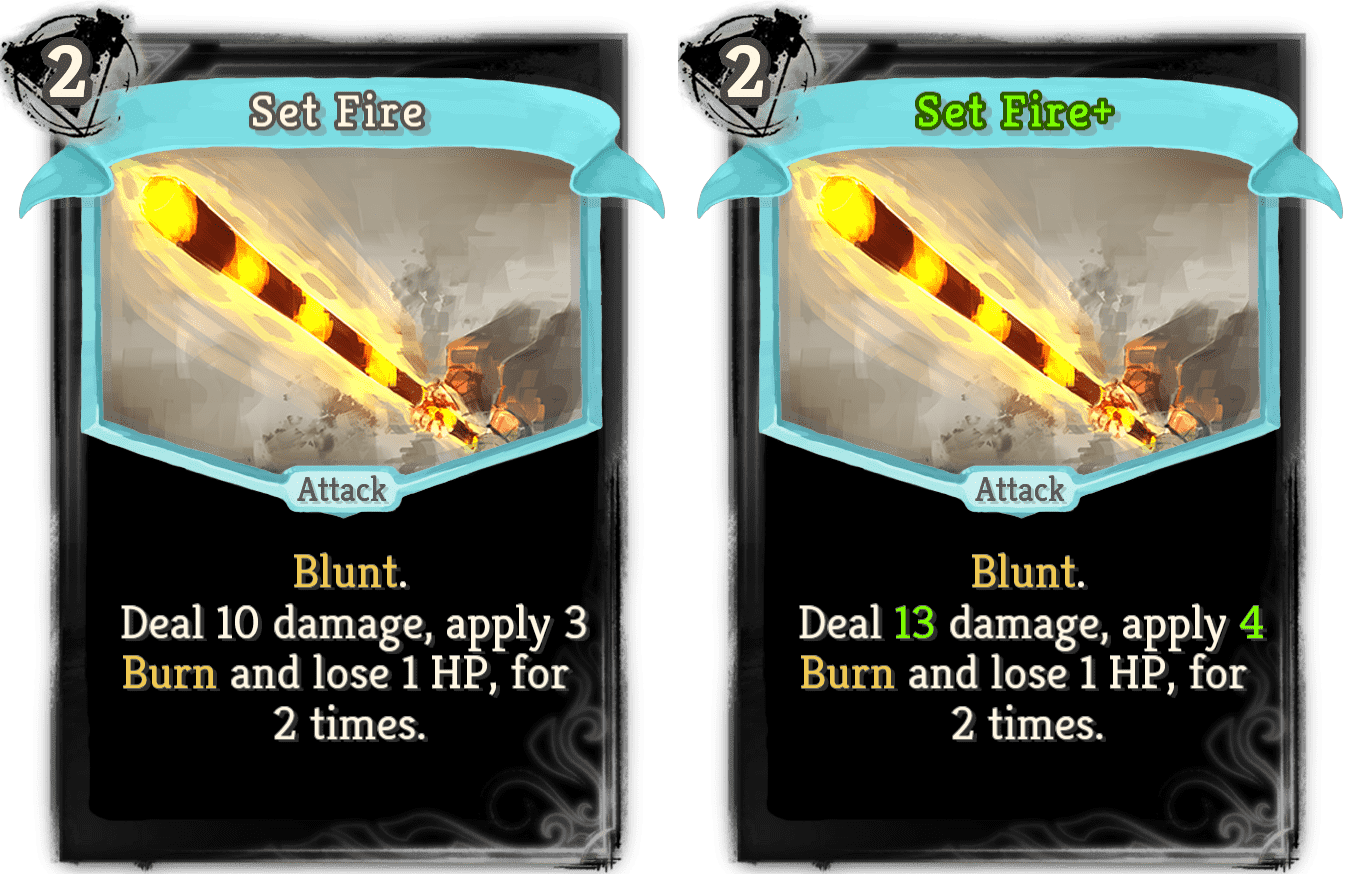 2
Set Fire
Attack
Blunt.
Deal 10 damage, apply 3
Burn and lose 1 HP, for
2 times.
2
Set Fire+
Attack
Blunt.
Deal 13 damage, apply 4
Burn and lose 1 HP, for
2 times.